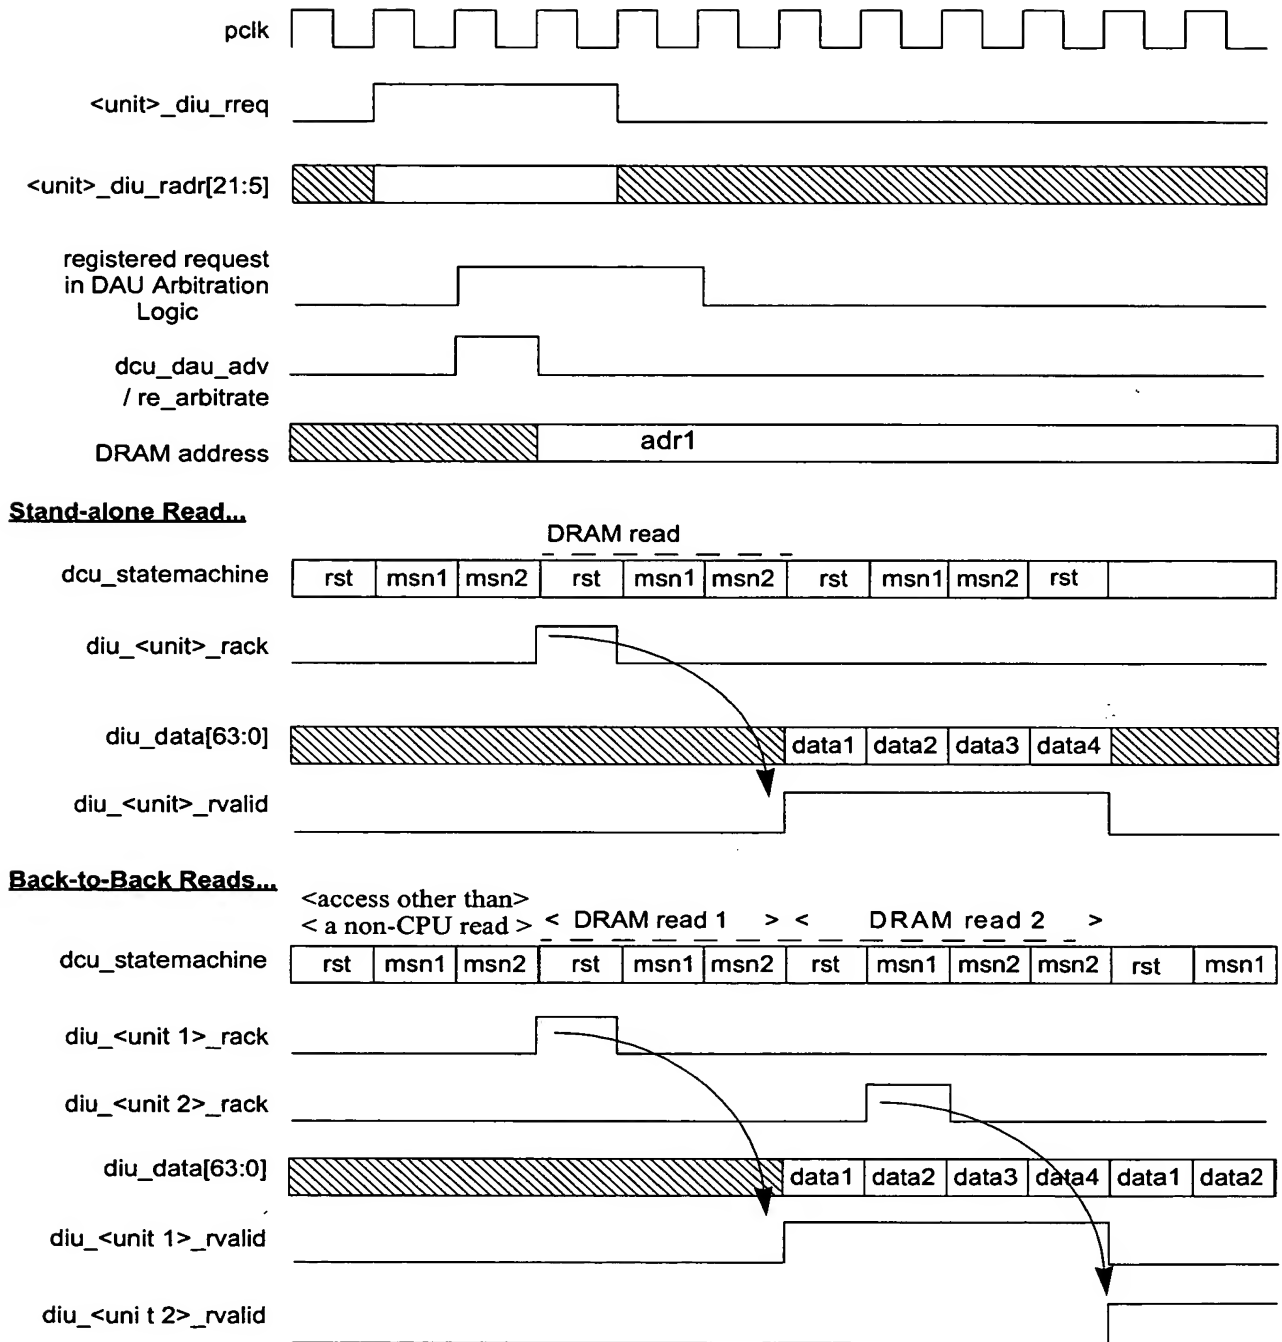 pclk
<unit>_diu_rreq
<unit>_diu_radr[21:5]
registered request
in DAU Arbitration
Logic
dcu_dau_adv
/ re_arbitrate
DRAM address
adr1
Stand-alone Read...
DRAM read
dcu_statemachine
rst msn1 msn2 rst msn1 msn2 rst msn1 msn2 rst
diu_<unit>_rack
diu_data[63:0]
data1 data2 data3 data4
diu_<unit>_rvalid
Back-to-Back Reads...
<access other than>
< a non-CPU read > < DRAM read 1 > < DRAM read 2 >
dcu_statemachine
rst msn1 msn2 rst msn1 msn2 rst msn1 msn2 msn2 rst msn1
diu_<unit 1>_rack
diu_<unit 2>_rack
diu_data[63:0]
data1 data2 data3 data4 data1 data2
diu_<unit 1>_rvalid
diu_<uni t 2>_rvalid